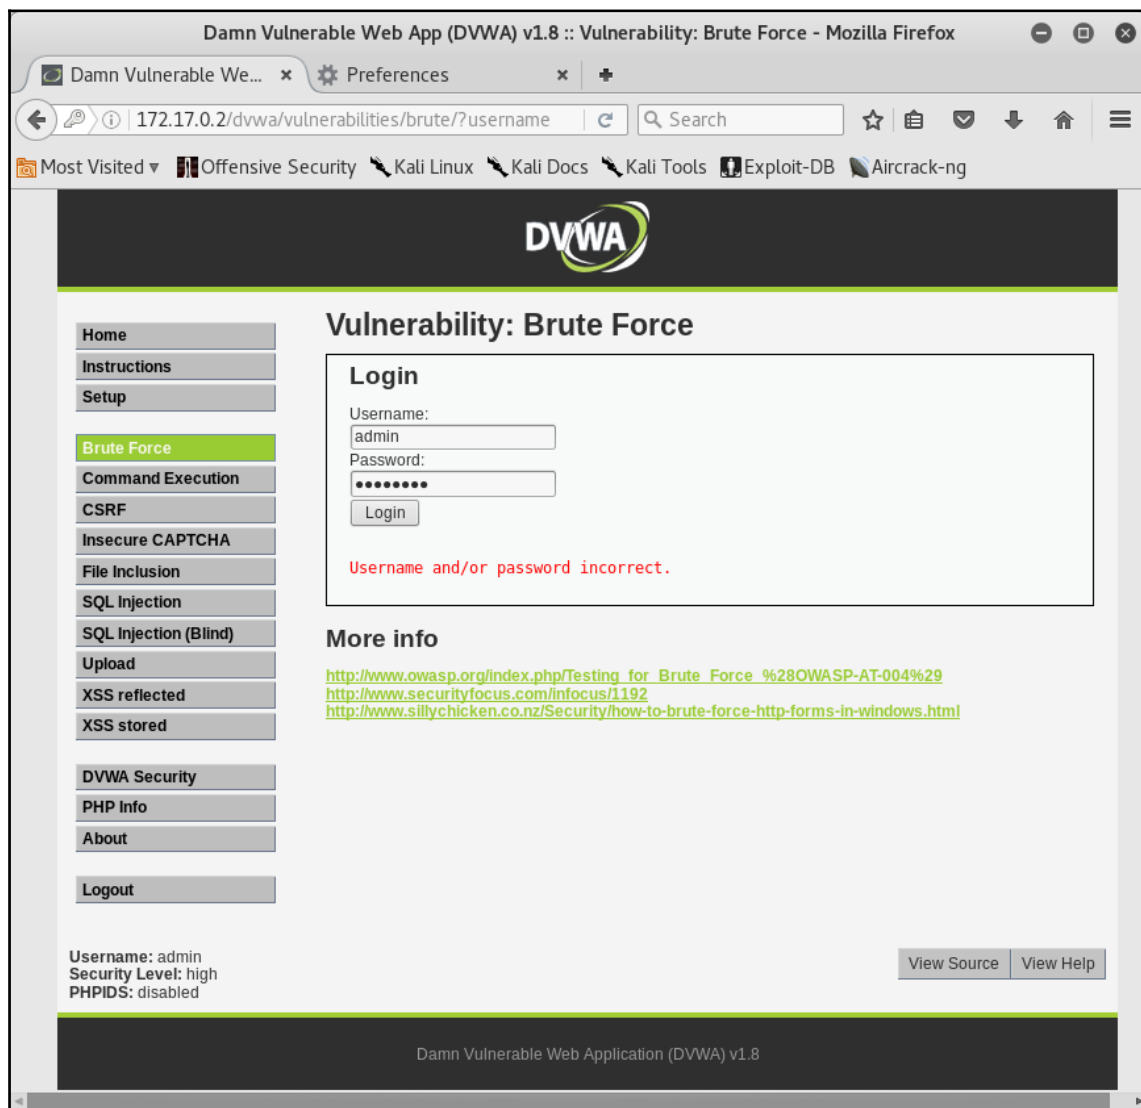 Damn Vulnerable Web App (DVWA) v1.8 :: Vulnerability: Brute Force - Mozilla Firefox
Damn Vulnerable We... Preferences
172.17.0.2/dvwa/vulnerabilities/brute/?username Search
Most Visited Offensive Security Kali Linux Kali Docs Kali Tools Exploit-DB Aircrack-ng
DVWA
Home
Instructions
Setup
Brute Force
Command Execution
CSRF
Insecure CAPTCHA
File Inclusion
SQL Injection
SQL Injection (Blind)
Upload
XSS reflected
XSS stored
DVWA Security
PHP Info
About
Logout
Vulnerability: Brute Force
Login
Username:
admin
Password:
••••••••
Login
Username and/or password incorrect.
More info
http://www.owasp.org/index.php/Testing_for_Brute_Force_%28OWASP-AT-004%29
http://www.securityfocus.com/infocus/1192
http://www.sillychicken.co.nz/Security/how-to-brute-force-http-forms-in-windows.html
Username: admin
Security Level: high
PHPIDS: disabled
View Source View Help
Damn Vulnerable Web Application (DVWA) v1.8